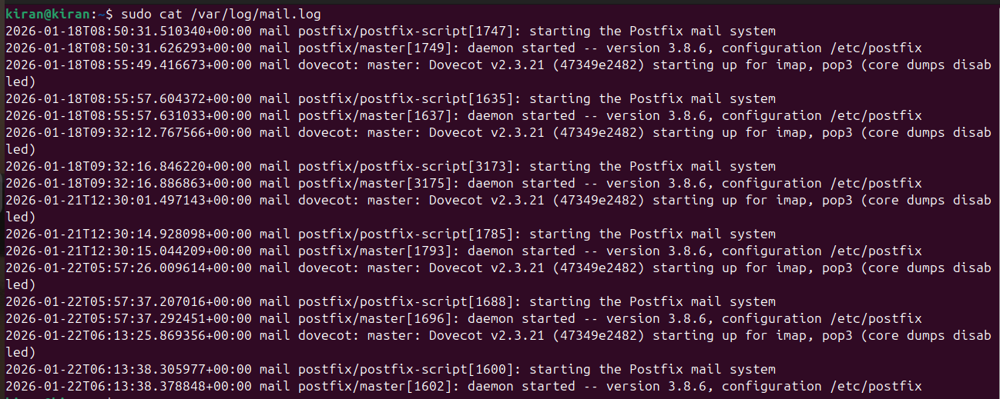 kiran@kiran:~$ sudo cat /var/log/mail.log
2026-01-18T08:50:31.510340+00:00 mail postfix/postfix-script[1747]: starting the Postfix mail system
2026-01-18T08:50:31.626293+00:00 mail postfix/master[1749]: daemon started -- version 3.8.6, configuration /etc/postfix
2026-01-18T08:55:49.416673+00:00 mail dovecot: master: Dovecot v2.3.21 (47349e2482) starting up for imap, pop3 (core dumps disab
led)
2026-01-18T08:55:57.604372+00:00 mail postfix/postfix-script[1635]: starting the Postfix mail system
2026-01-18T08:55:57.631033+00:00 mail postfix/master[1637]: daemon started -- version 3.8.6, configuration /etc/postfix
2026-01-18T09:32:12.767566+00:00 mail dovecot: master: Dovecot v2.3.21 (47349e2482) starting up for imap, pop3 (core dumps disab
led)
2026-01-18T09:32:16.846220+00:00 mail postfix/postfix-script[3173]: starting the Postfix mail system
2026-01-18T09:32:16.886863+00:00 mail postfix/master[3175]: daemon started -- version 3.8.6, configuration /etc/postfix
2026-01-21T12:30:01.497143+00:00 mail dovecot: master: Dovecot v2.3.21 (47349e2482) starting up for imap, pop3 (core dumps disab
led)
2026-01-21T12:30:14.928098+00:00 mail postfix/postfix-script[1785]: starting the Postfix mail system
2026-01-21T12:30:15.044209+00:00 mail postfix/master[1793]: daemon started -- version 3.8.6, configuration /etc/postfix
2026-01-22T05:57:26.009614+00:00 mail dovecot: master: Dovecot v2.3.21 (47349e2482) starting up for imap, pop3 (core dumps disab
led)
2026-01-22T05:57:37.207016+00:00 mail postfix/postfix-script[1688]: starting the Postfix mail system
2026-01-22T05:57:37.292451+00:00 mail postfix/master[1696]: daemon started -- version 3.8.6, configuration /etc/postfix
2026-01-22T06:13:25.869356+00:00 mail dovecot: master: Dovecot v2.3.21 (47349e2482) starting up for imap, pop3 (core dumps disab
led)
2026-01-22T06:13:38.305977+00:00 mail postfix/postfix-script[1600]: starting the Postfix mail system
2026-01-22T06:13:38.378848+00:00 mail postfix/master[1602]: daemon started -- version 3.8.6, configuration /etc/postfix